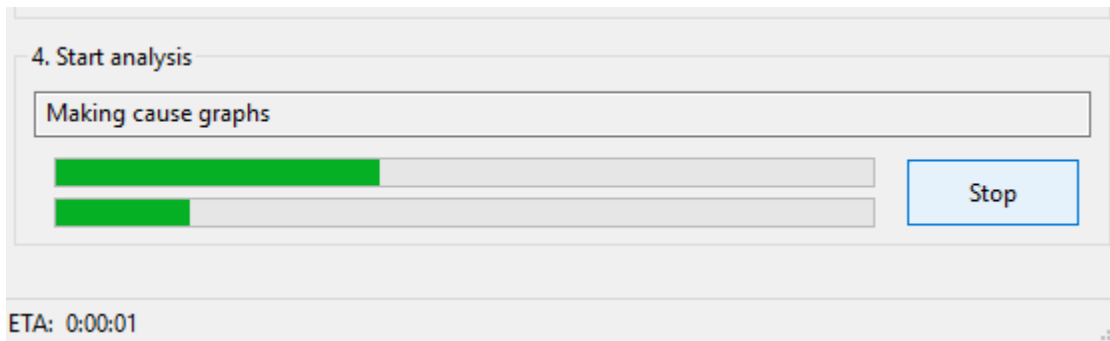 4. Start analysis
Making cause graphs
Stop
ETA: 0:00:01